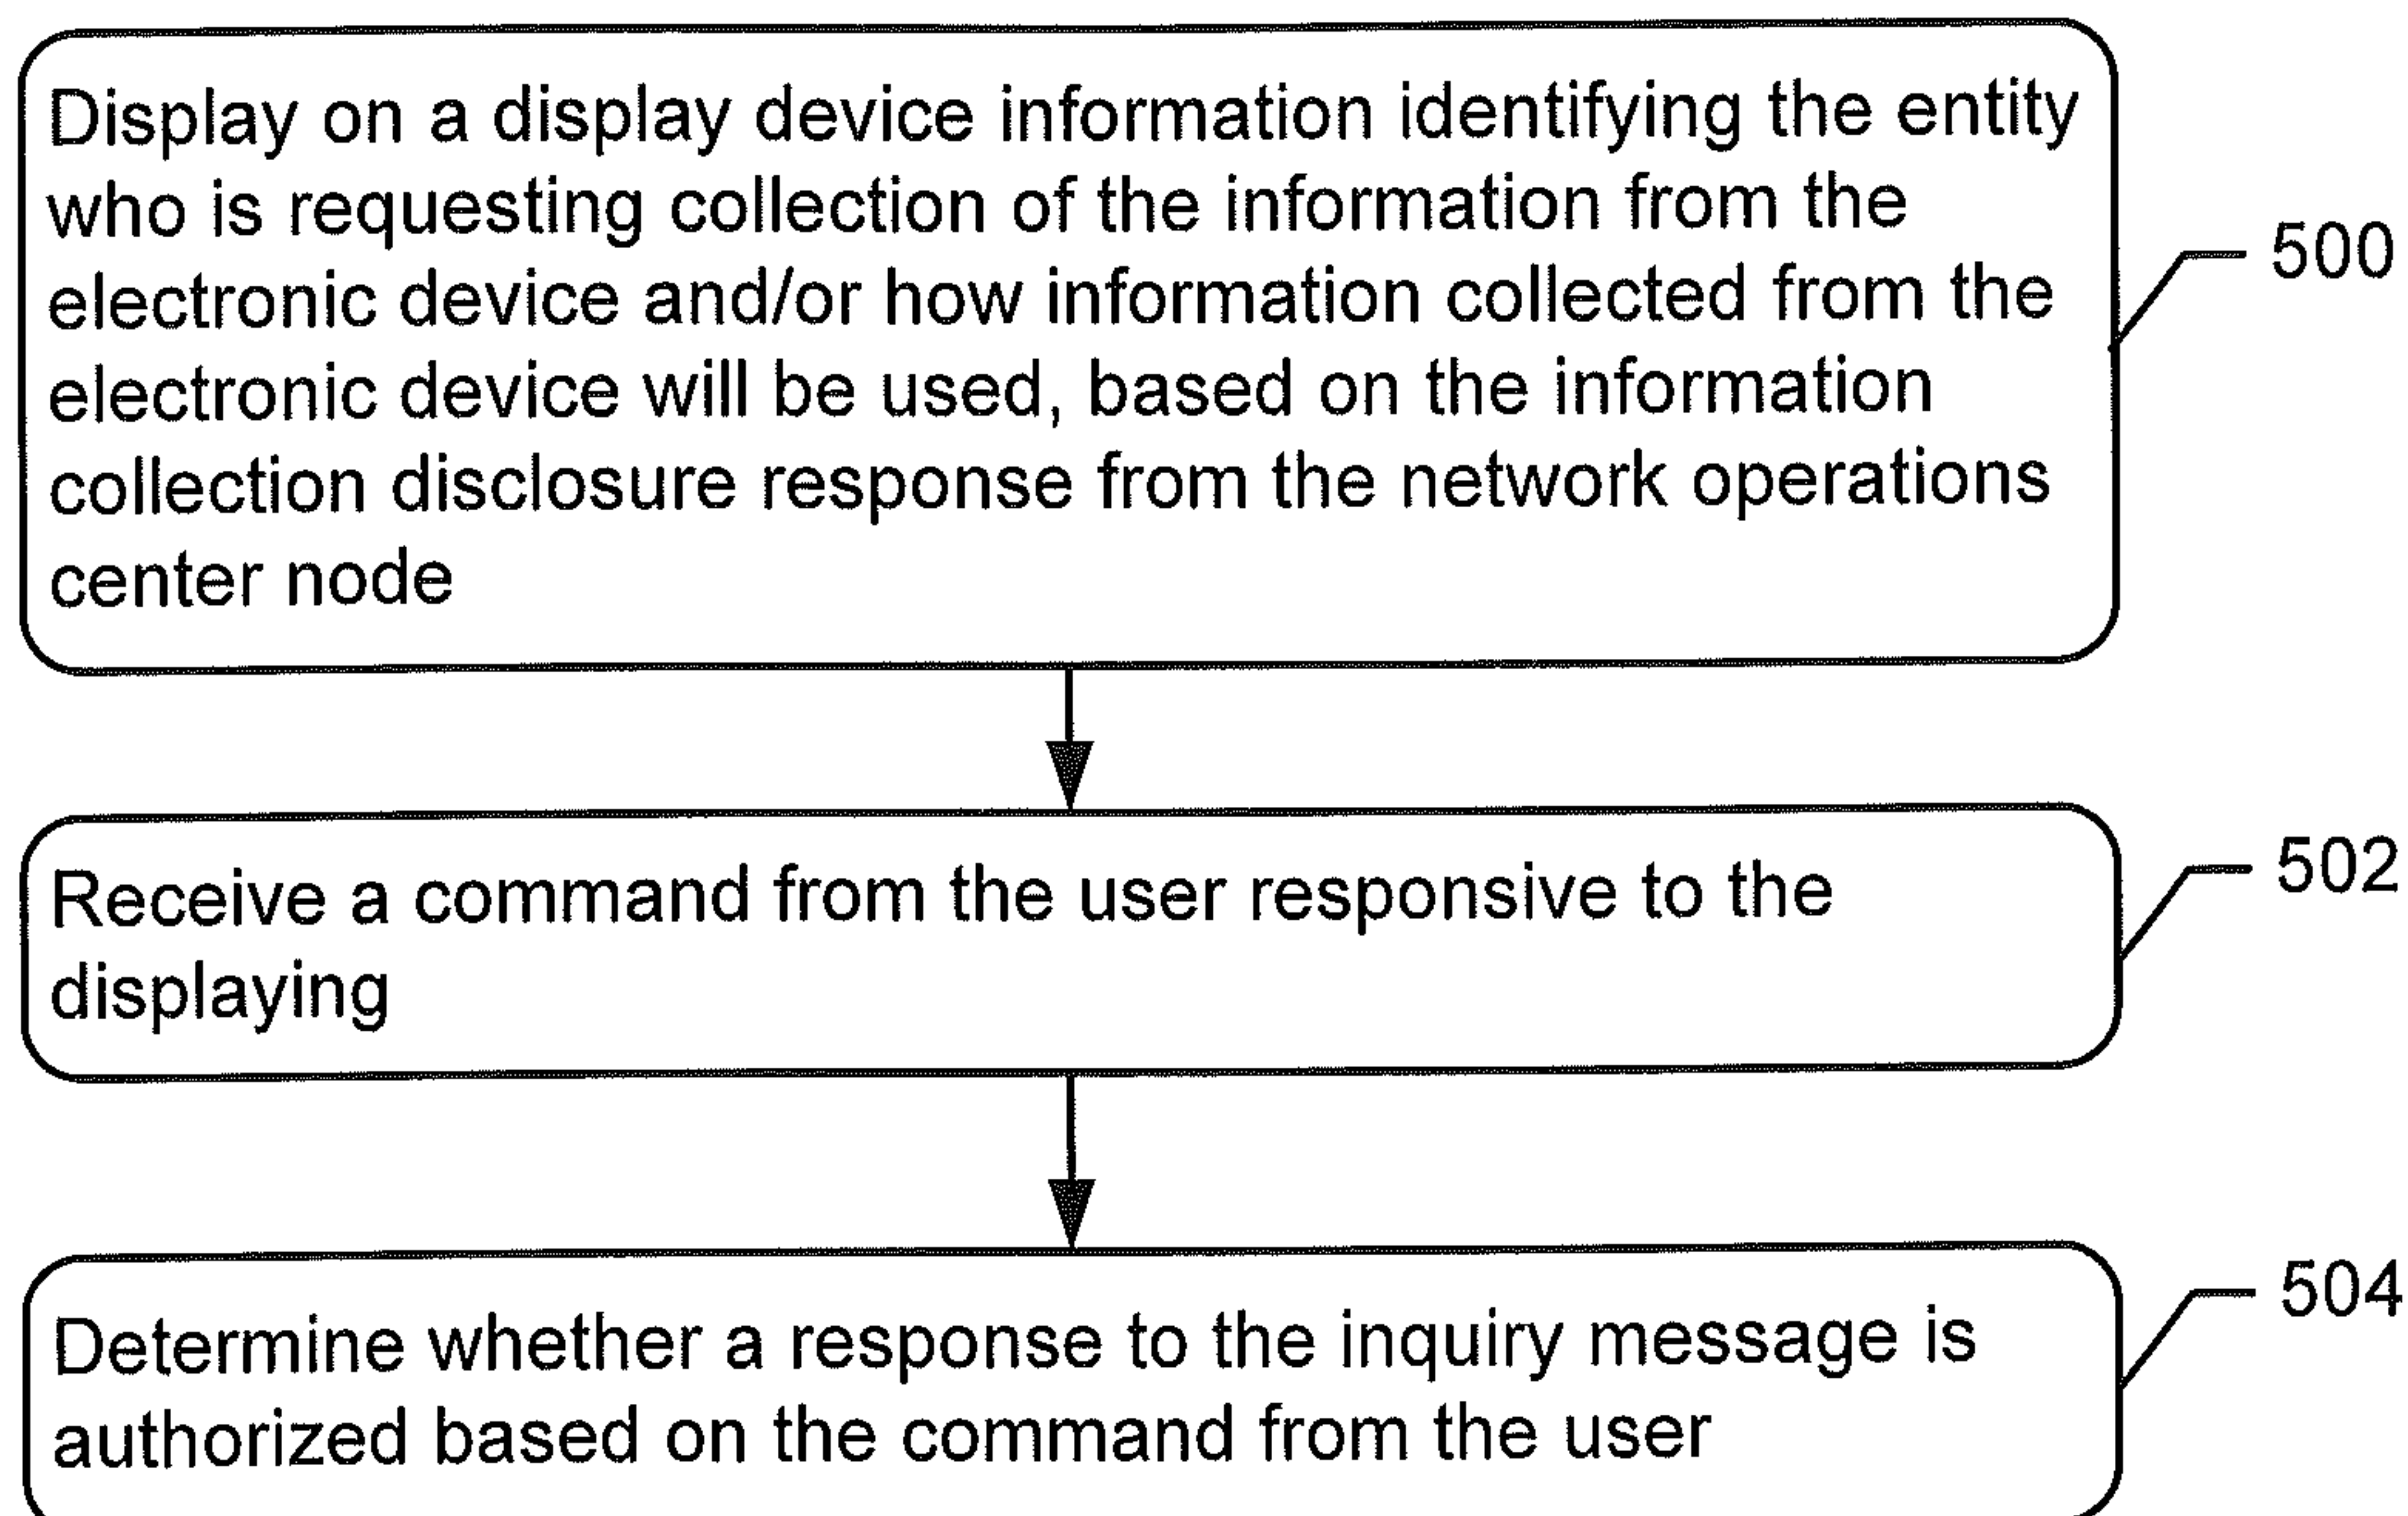 Display on a display device information identifying the entity
who is requesting collection of the information from the
electronic device and/or how information collected from the
electronic device will be used, based on the information
collection disclosure response from the network operations
center node
500
Receive a command from the user responsive to the
displaying
502
Determine whether a response to the inquiry message is
authorized based on the command from the user
504